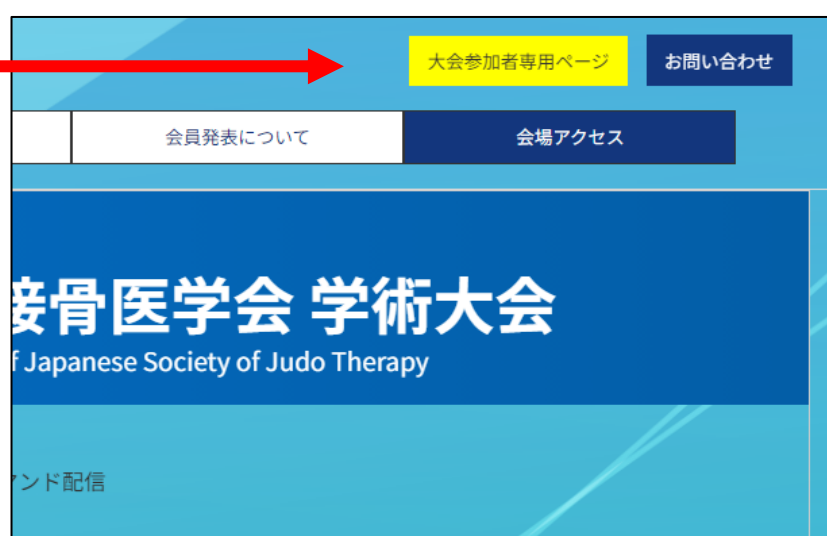 大会参加者専用ページ
お問い合わせ
会員発表について
会場アクセス
接骨医学会 学術大会
f Japanese Society of Judo Therapy
ンド配信